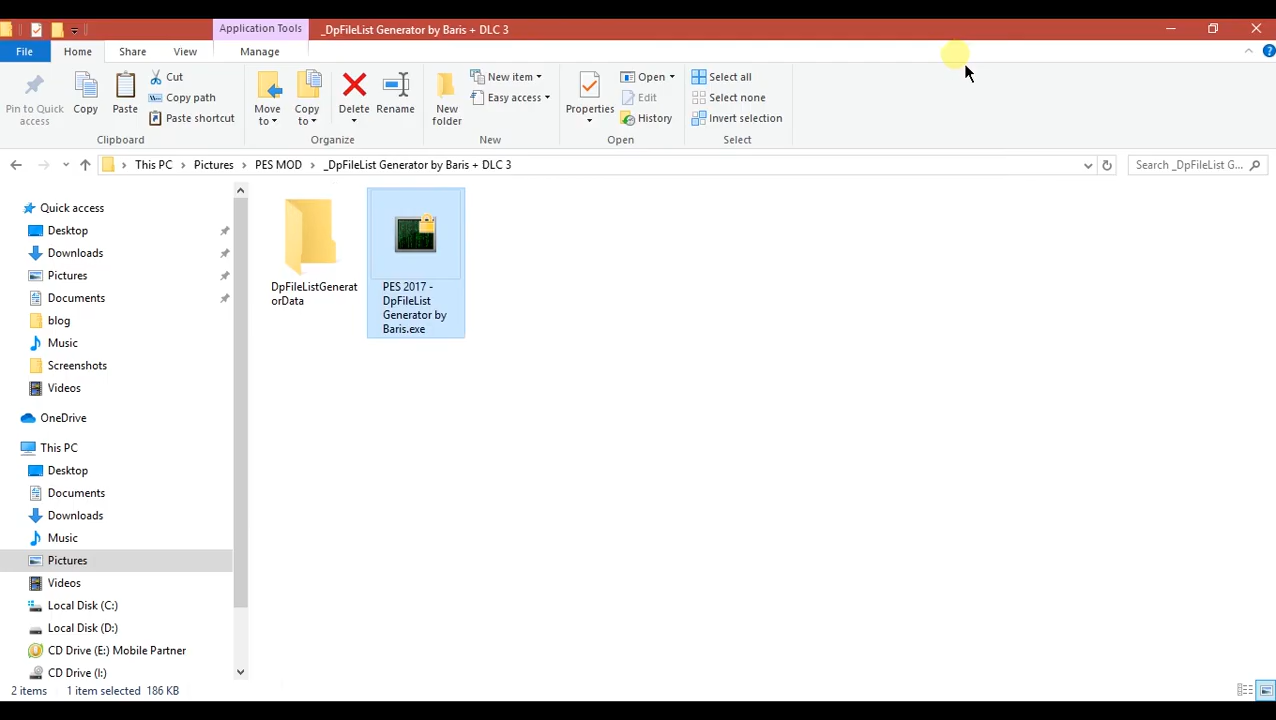 Application Tools
_DpFileList Generator by Baris + DLC 3
File
Home
Share
View
Manage
Pin to Quick
access
Copy
Paste
Cut
Copy path
Paste shortcut
Clipboard
Move
to
Copy
to
Delete
Rename
Organize
New
folder
New item
Easy access
New
Properties
Open
Edit
History
Open
Select all
Select none
Invert selection
Select
This PC
Pictures
PES MOD
_DpFileList Generator by Baris + DLC 3
Search _DpFileList G...
Quick access
Desktop
Downloads
Pictures
Documents
blog
Music
Screenshots
Videos
OneDrive
This PC
Desktop
Documents
Downloads
Music
Pictures
Videos
Local Disk (C:)
Local Disk (D:)
CD Drive (E:) Mobile Partner
CD Drive (I:)
DpFileListGenerat
orData
PES 2017 -
DpFileList
Generator by
Baris.exe
2 items
1 item selected 186 KB